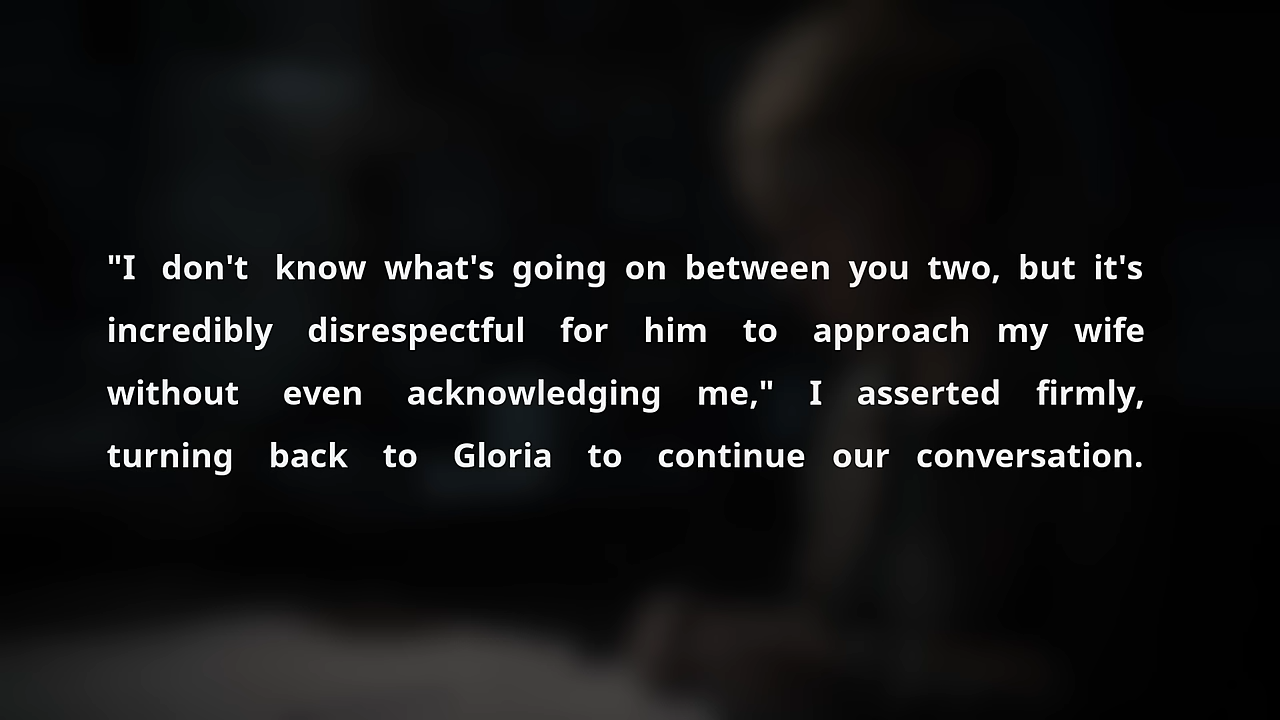 "I don't know what's going on between you two, but it's
incredibly disrespectful for him to approach my wife
without even acknowledging me," I asserted firmly,
turning back to Gloria to continue our conversation.